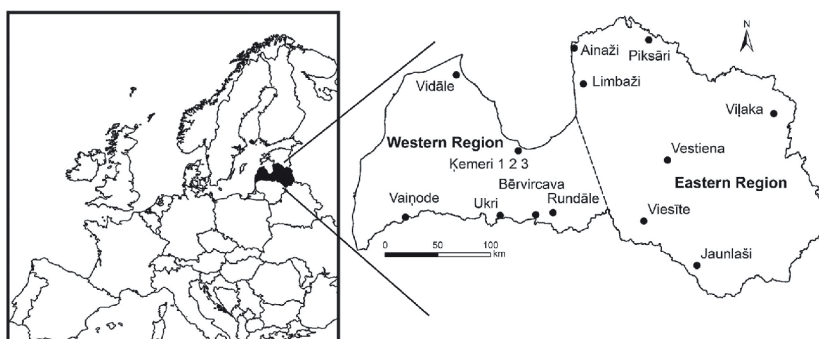 N
Ainaži
Piksāri
Vidāle
Limbaži
Viļaka
Western Region
Ķemeri 1 2 3
Vestiena
Bērvircava
Eastern Region
Vaiņode
Ukri
Rundāle
Viesīte
0 50 100
km
Jaunlaši